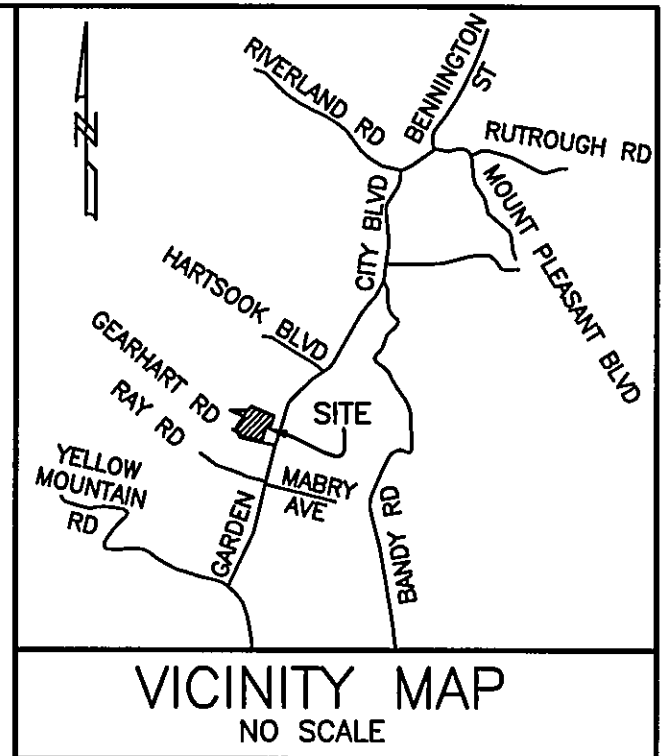 N
RIVERLAND RD
BENNINGTON
ST
RUTROUGH RD
MOUNT PLEASANT BLVD
CITY BLVD
HARTSOOK BLVD
GEARHART RD
RAY RD
SITE
YELLOW
MOUNTAIN
RD
MABRY
AVE
GARDEN
BANDY RD
VICINITY MAP
NO SCALE